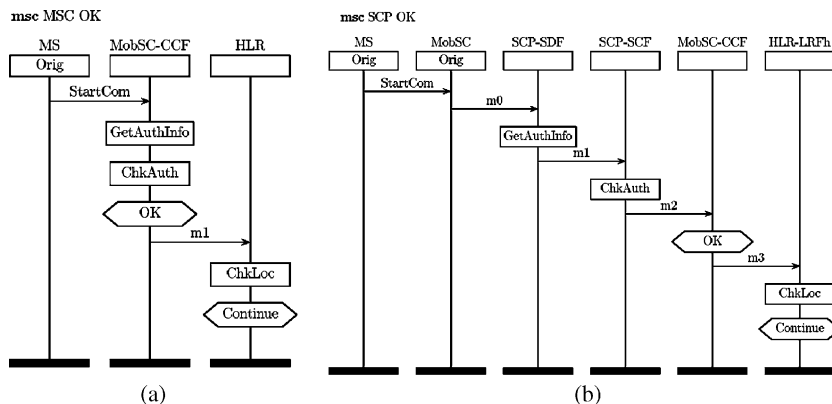 msc MSC OK
MS MobSC-CCF HLR
Orig
StartCom
GetAuthInfo
ChkAuth
OK
m1
ChkLoc
Continue
(a)
msc SCP OK
MS MobSC SCP-SDF SCP-SCF MobSC-CCF HLR-LRFh
Orig Orig
StartCom
m0
GetAuthInfo
m1
ChkAuth
m2
OK
m3
ChkLoc
Continue
(b)